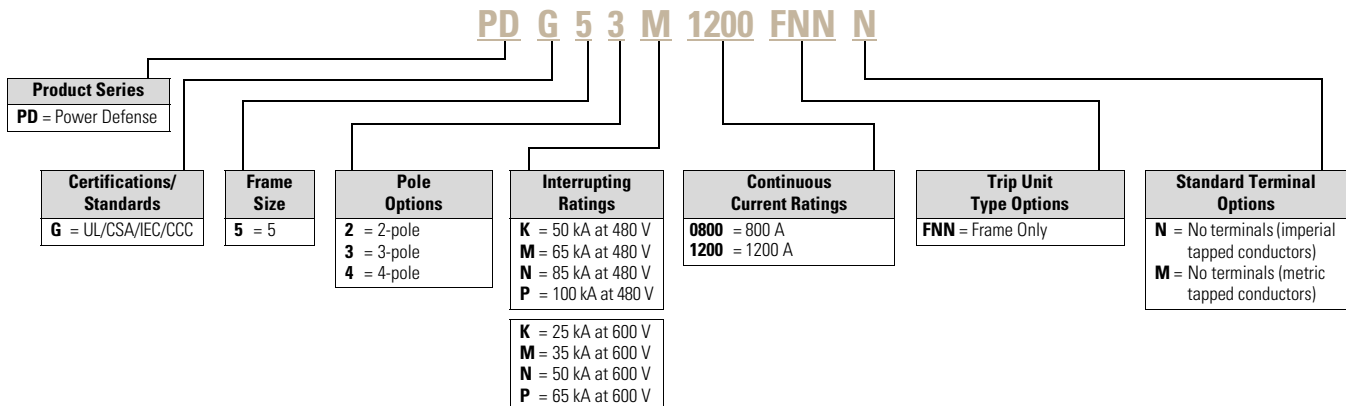 PD G 5 3 M 1200 FNN N
Product Series
PD = Power Defense
Certifications/
Standards
G = UL/CSA/IEC/CCC
Frame
Size
5 = 5
Pole
Options
2 = 2-pole
3 = 3-pole
4 = 4-pole
Interrupting
Ratings
K = 50 kA at 480 V
M = 65 kA at 480 V
N = 85 kA at 480 V
P = 100 kA at 480 V
K = 25 kA at 600 V
M = 35 kA at 600 V
N = 50 kA at 600 V
P = 65 kA at 600 V
Continuous
Current Ratings
0800 = 800 A
1200 = 1200 A
Trip Unit
Type Options
FNN = Frame Only
Standard Terminal
Options
N = No terminals (imperial
tapped conductors)
M = No terminals (metric
tapped conductors)